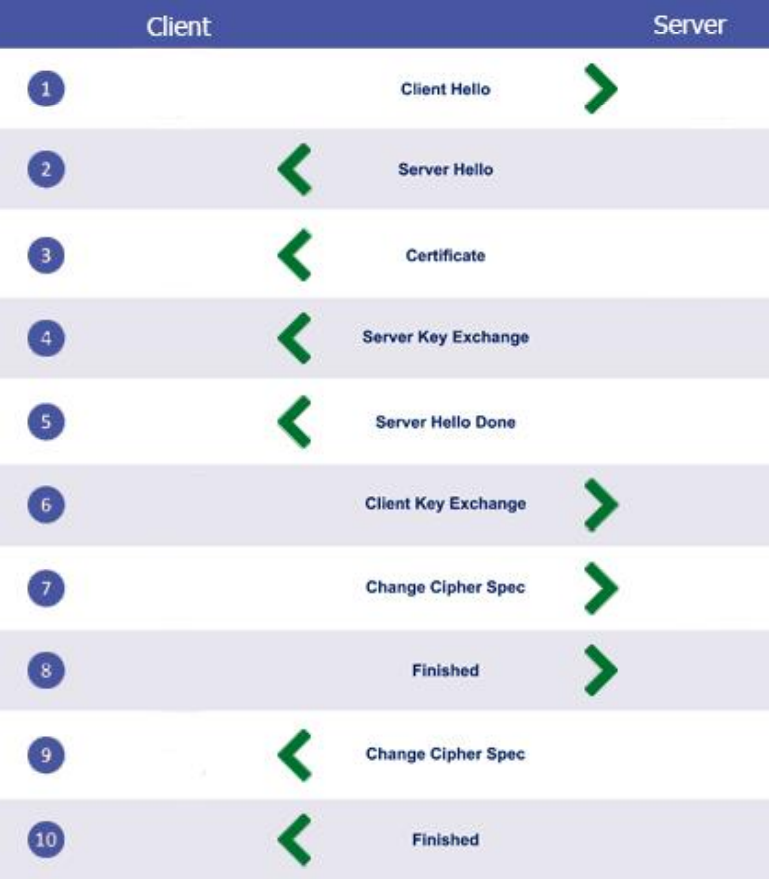 Client Server
1 Client Hello
2 Server Hello
3 Certificate
4 Server Key Exchange
5 Server Hello Done
6 Client Key Exchange
7 Change Cipher Spec
8 Finished
9 Change Cipher Spec
10 Finished